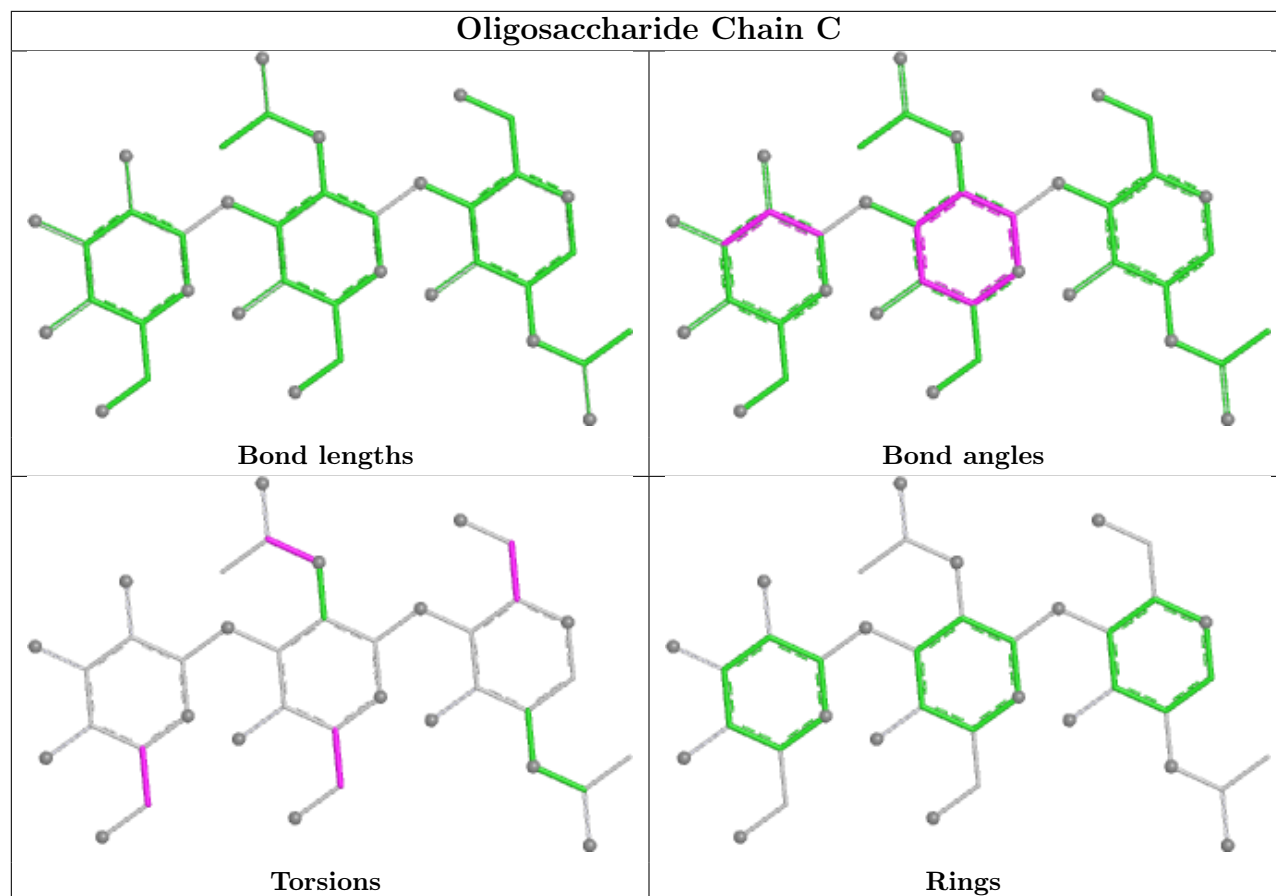 Oligosaccharide Chain C
Bond lengths
Bond angles
Torsions
Rings